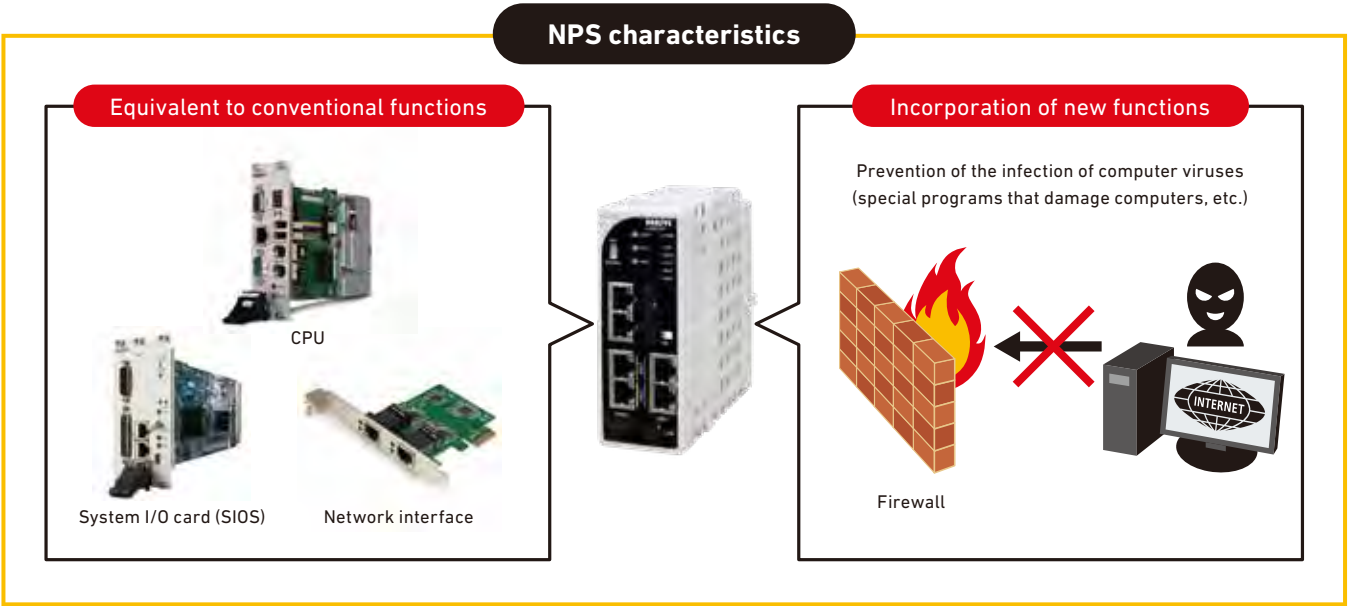 NPS characteristics
Equivalent to conventional functions
CPU
System I/O card (SIOS)
Network interface
Incorporation of new functions
Prevention of the infection of computer viruses
(special programs that damage computers, etc.)
INTERNET
Firewall